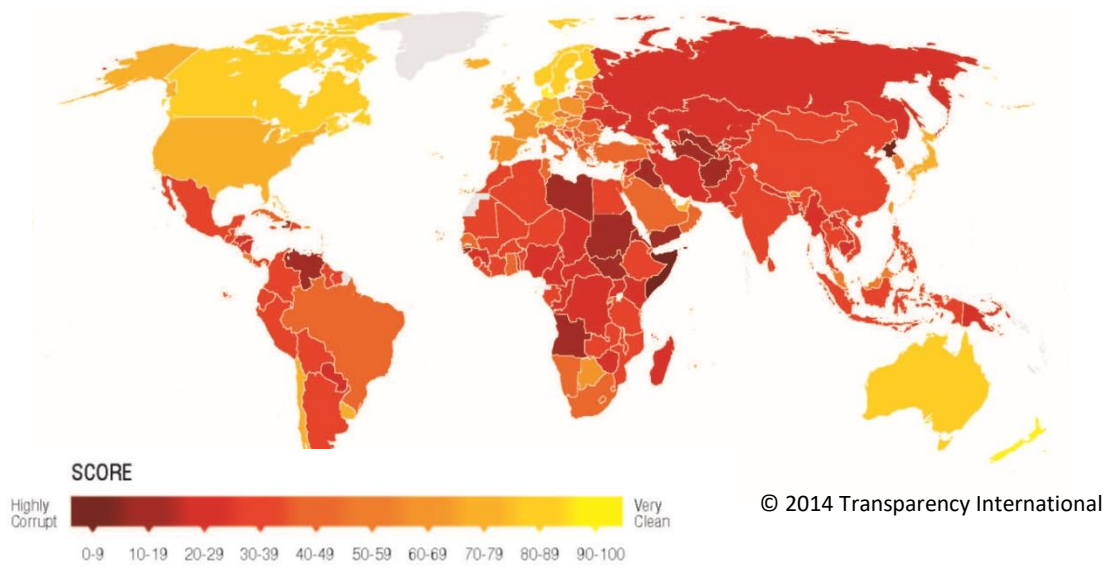 SCORE
Highly
Corrupt
Very
Clean
0-9 10-19 20-29 30-39 40-49 50-59 60-69 70-79 80-89 90-100
© 2014 Transparency International